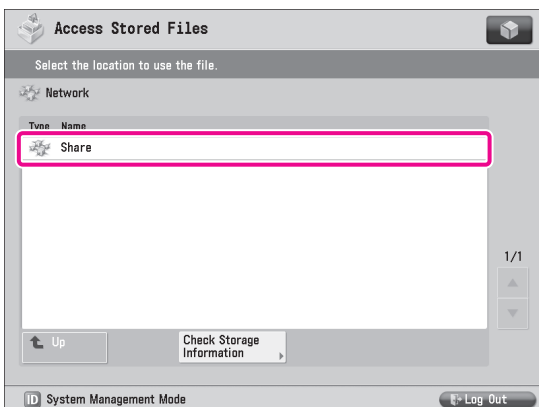 Access Stored Files
Select the location to use the file.
Network
Type Name
Share
1/1
Up
Check Storage
Information
ID System Management Mode
Log Out